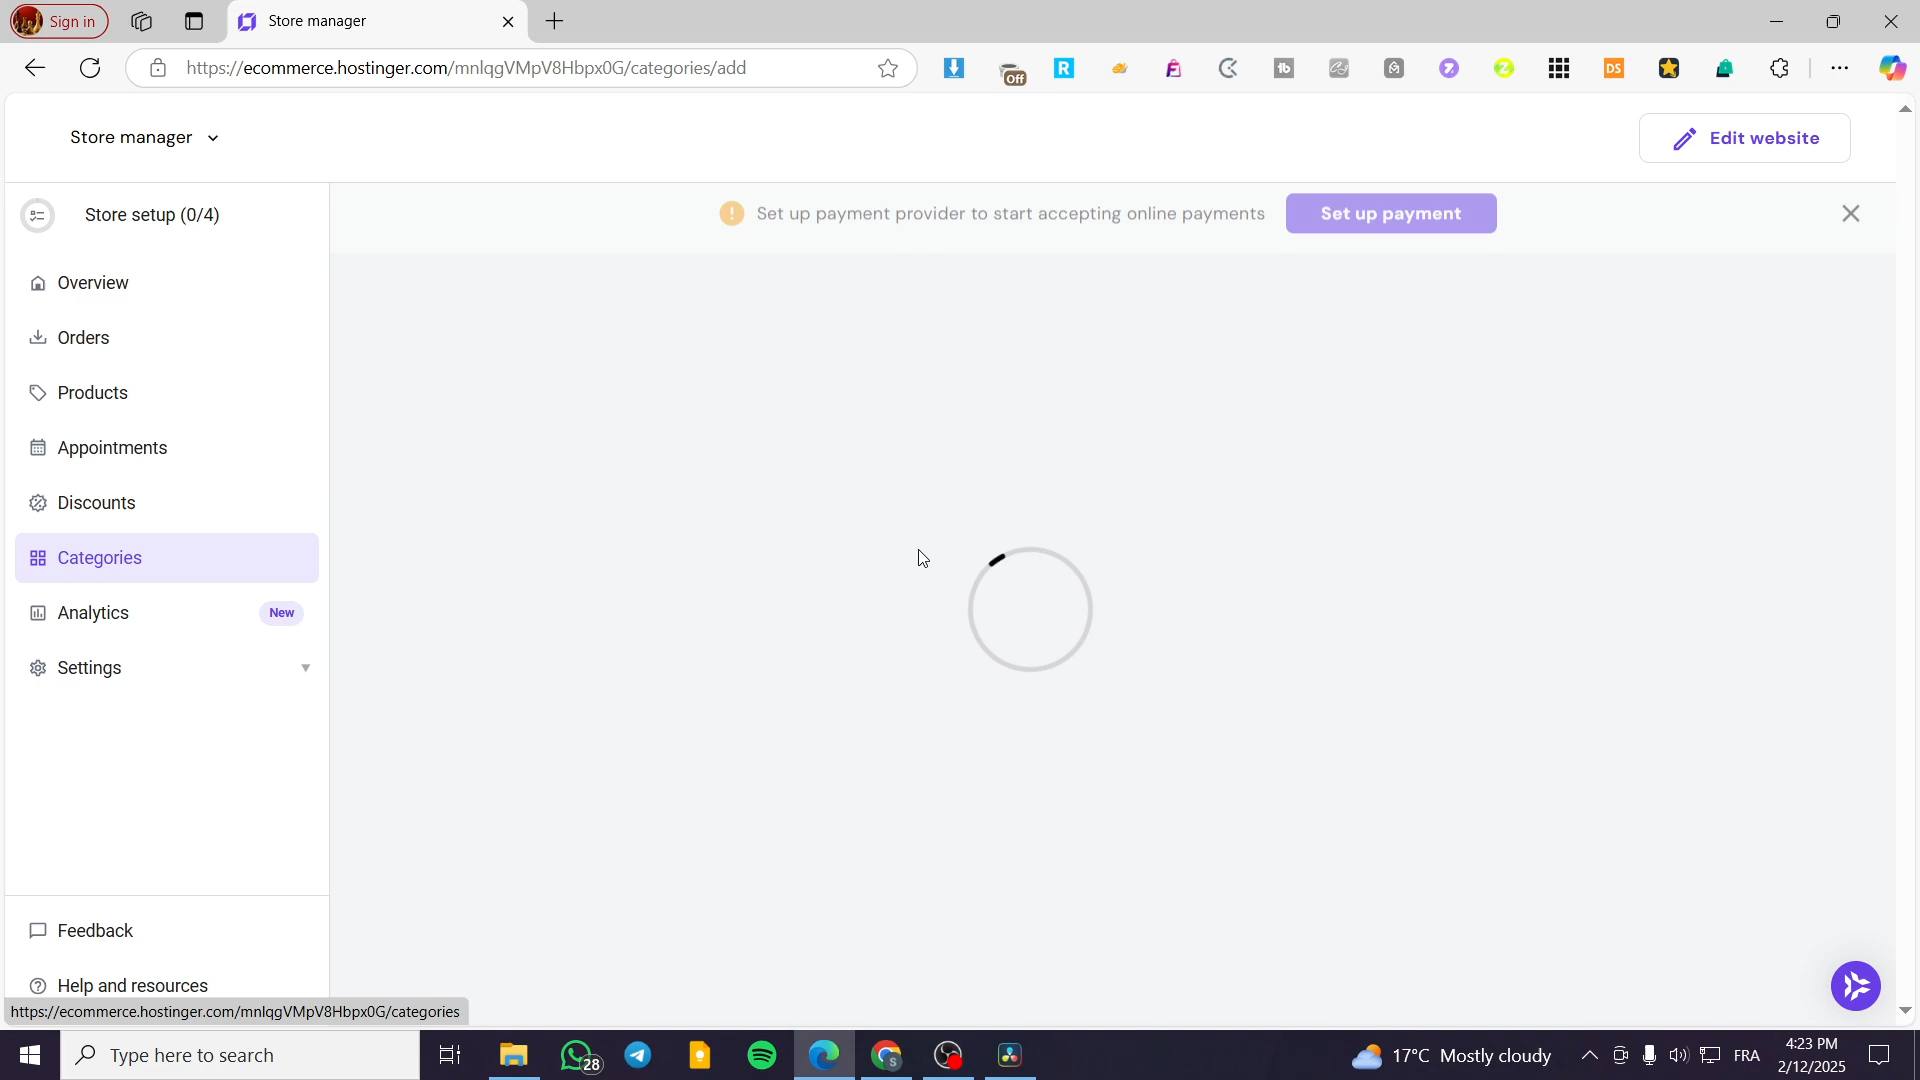 Sign in
Store manager
https://ecommerce.hostinger.com/mnlqgVMpV8Hbpx0G/categories/add
Off
R
tb
DS
Store manager
Edit website
Store setup (0/4)
Set up payment provider to start accepting online payments
Set up payment
Overview
Orders
Products
Appointments
Discounts
Categories
Analytics
New
Settings
Feedback
Help and resources
https://ecommerce.hostinger.com/mnlqgVMpV8Hbpx0G/categories
Type here to search
28
S
17°C Mostly cloudy
FRA
4:23 PM
2/12/2025